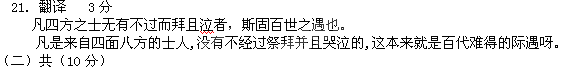 21. 翻译 3分
凡四方之士无有不过而拜且泣者，斯固百世之遇也。
凡是来自四面八方的士人,没有不经过祭拜并且哭泣的,这本来就是百代难得的际遇呀。
（二）共（10分）